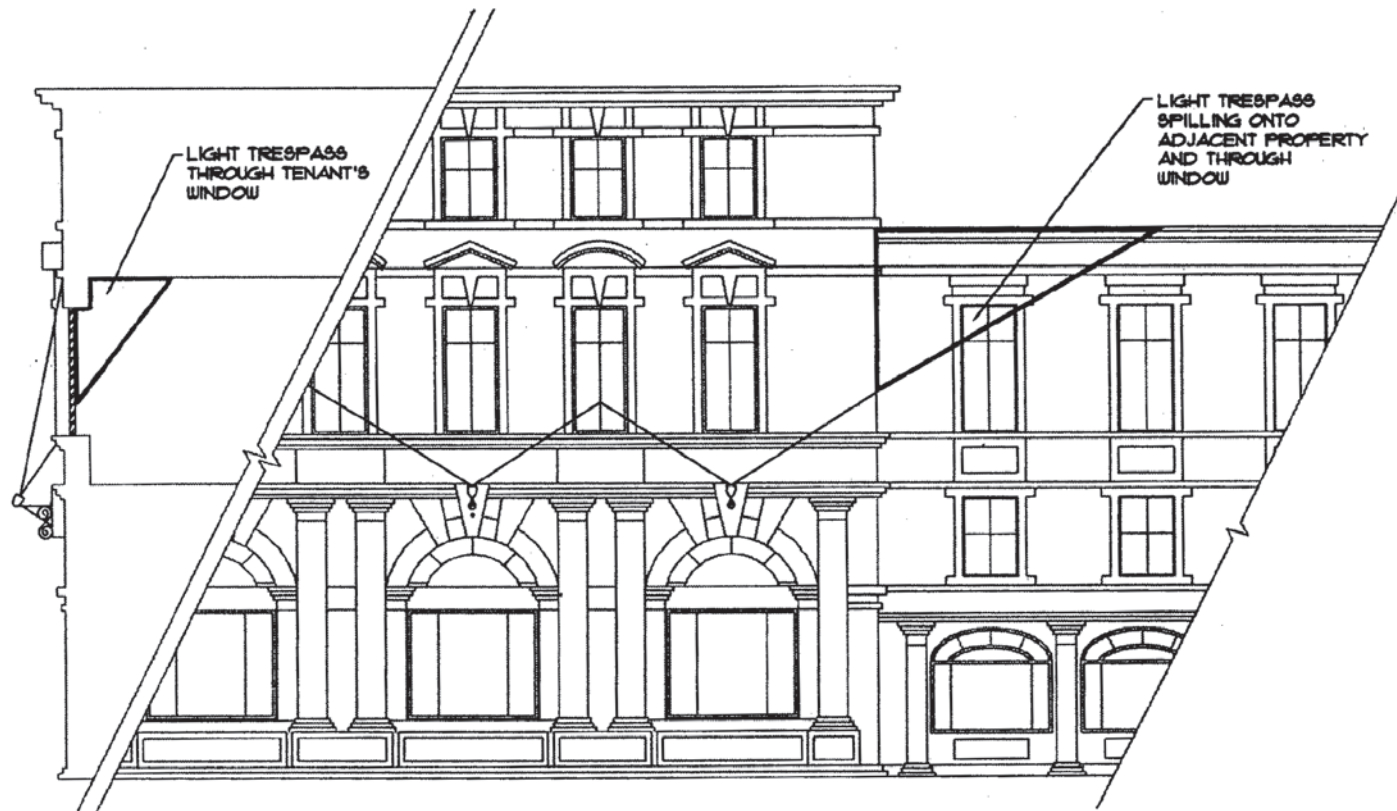 LIGHT TRESPASS
THROUGH TENANT'S
WINDOW
LIGHT TRESPASS
SPILLING ONTO
ADJACENT PROPERTY
AND THROUGH
WINDOW